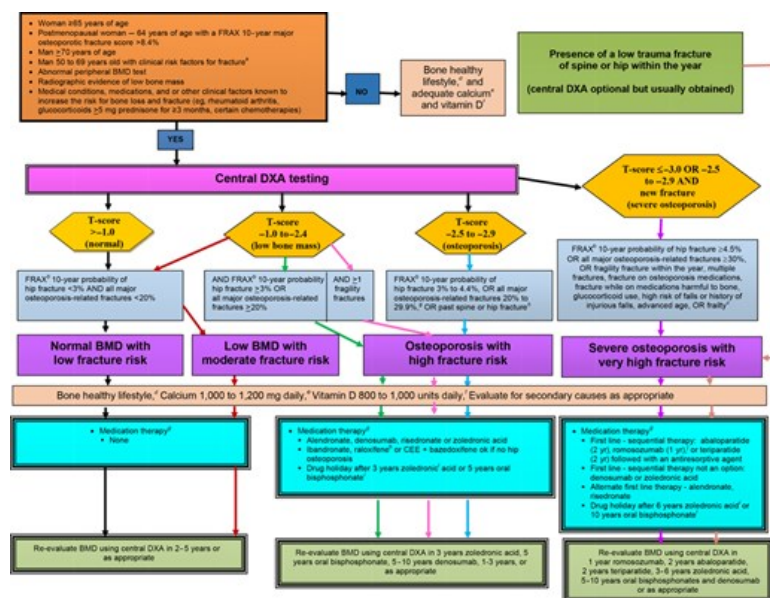 • Woman ≥65 years of age
• Postmenopausal woman — 64 years of age with a FRAX 10-year major
osteoporotic fracture score >8.4%
• Man ≥70 years of age
• Man 50 to 69 years old with clinical risk factors for fracture
• Abnormal peripheral BMD test
• Radiographic evidence of low bone mass
• Medical conditions, medications, and or other clinical factors known to
increase the risk for bone loss and fracture (eg, rheumatoid arthritis,
glucocorticoids ≥5 mg prednisone for ≥3 months, certain chemotherapies)
NO
Bone healthy
lifestyle, and
adequate calcium
and vitamin D
Presence of a low trauma fracture
of spine or hip within the year
(central DXA optional but usually obtained)
YES
Central DXA testing
T-score ≤−3.0 OR −2.5
to −2.9 AND
new fracture
(severe osteoporosis)
T-score
>−1.0
(normal)
T-score
−1.0 to −2.4
(low bone mass)
T-score
−2.5 to −2.9
(osteoporosis)
FRAX 10-year probability of
hip fracture <3% AND all major
osteoporosis-related fractures <20%
AND FRAX 10-year probability
hip fracture ≥3% OR
all major osteoporosis-related fractures
≥20%
AND ≥1
fragility
fractures
FRAX 10-year probability of
hip fracture 3% to 4.4%, OR all
major osteoporosis-related
fractures 20% to
29.9%, OR past spine or hip fracture
FRAX 10-year probability of hip fracture ≥4.5%
OR all major osteoporosis-related fractures
≥30%,
OR fragility fracture within the year, multiple
fractures, fracture on osteoporosis medications,
fracture while on medications harmful to bone,
glucocorticoid use, high risk of falls or history of
injurious falls, advanced age, OR frailty
Normal BMD with
low fracture risk
Low BMD with
moderate fracture risk
Osteoporosis with
high fracture risk
Severe osteoporosis with
very high fracture risk
Bone healthy lifestyle, Calcium 1,000 to 1,200 mg daily, Vitamin D 800 to 1,000 units daily, Evaluate for secondary causes as appropriate
• Medication therapy
• None
• Medication therapy
• Alendronate, denosumab, risedronate or zoledronic acid
• Ibandronate, raloxifene or CEE + bazedoxifene ok if no hip
osteoporosis
• Drug holiday after 3 years zoledronic acid or 5 years oral
bisphosphonate
Medication therapy
• First line - sequential therapy: abaloparatide
(2 yr), romosozumab (1 yr), or teriparatide
(2 yr) followed with an antiresorptive agent
• First line - sequential therapy not an option:
denosumab or zoledronic acid
• Alternate first line therapy - alendronate,
risedronate
• Drug holiday after 6 years zoledronic acid or
10 years oral bisphosphonate
Re-evaluate BMD using central DXA in 2–5 years or
as appropriate
Re-evaluate BMD using central DXA in 3 years zoledronic acid, 5
years oral bisphosphonate, 5–10 years denosumab, 1-3 years, or
as appropriate
Re-evaluate BMD using central DXA in
1 year romosozumab, 2 years abaloparatide,
2 years teriparatide, 3–6 years zoledronic acid,
5–10 years oral bisphosphonates and denosumab
or as appropriate